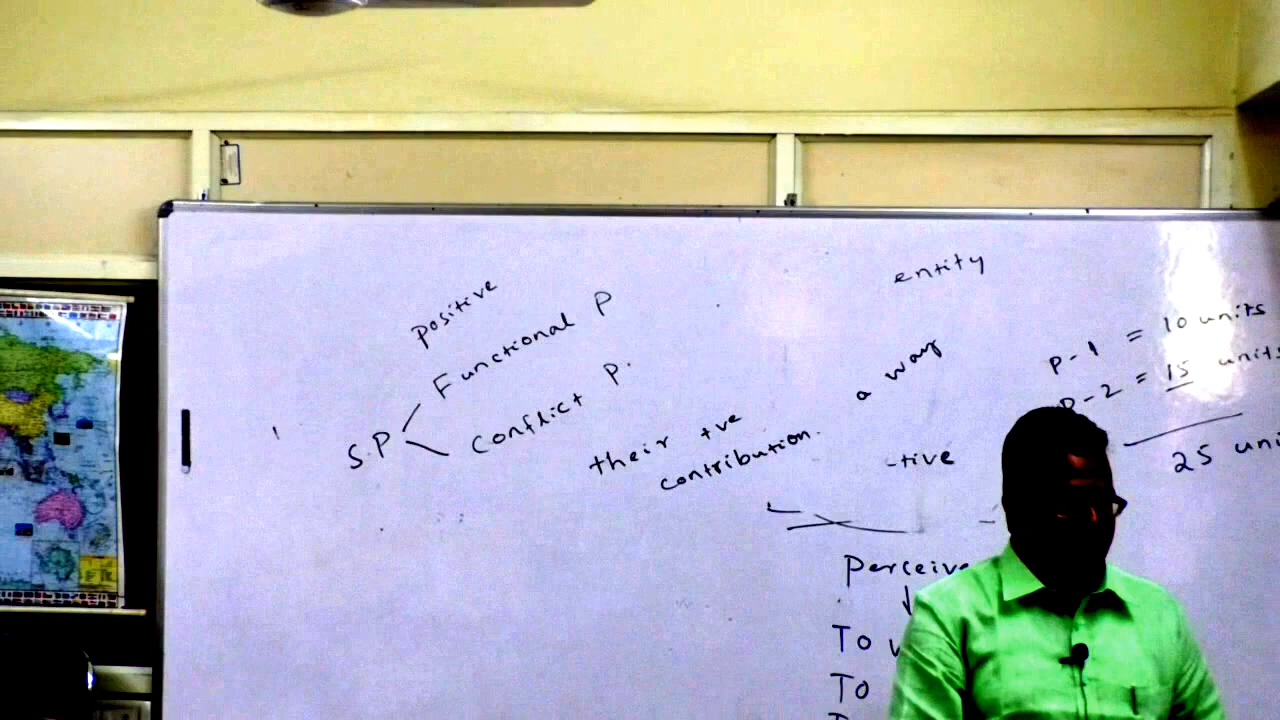 positive
Functional P
S.P
Conflict P.
their +ve
contribution.
entity
a way
-tive
P-1 = 10 units
P-2 = 15 units
25 uni
Perceive
↓
To
To